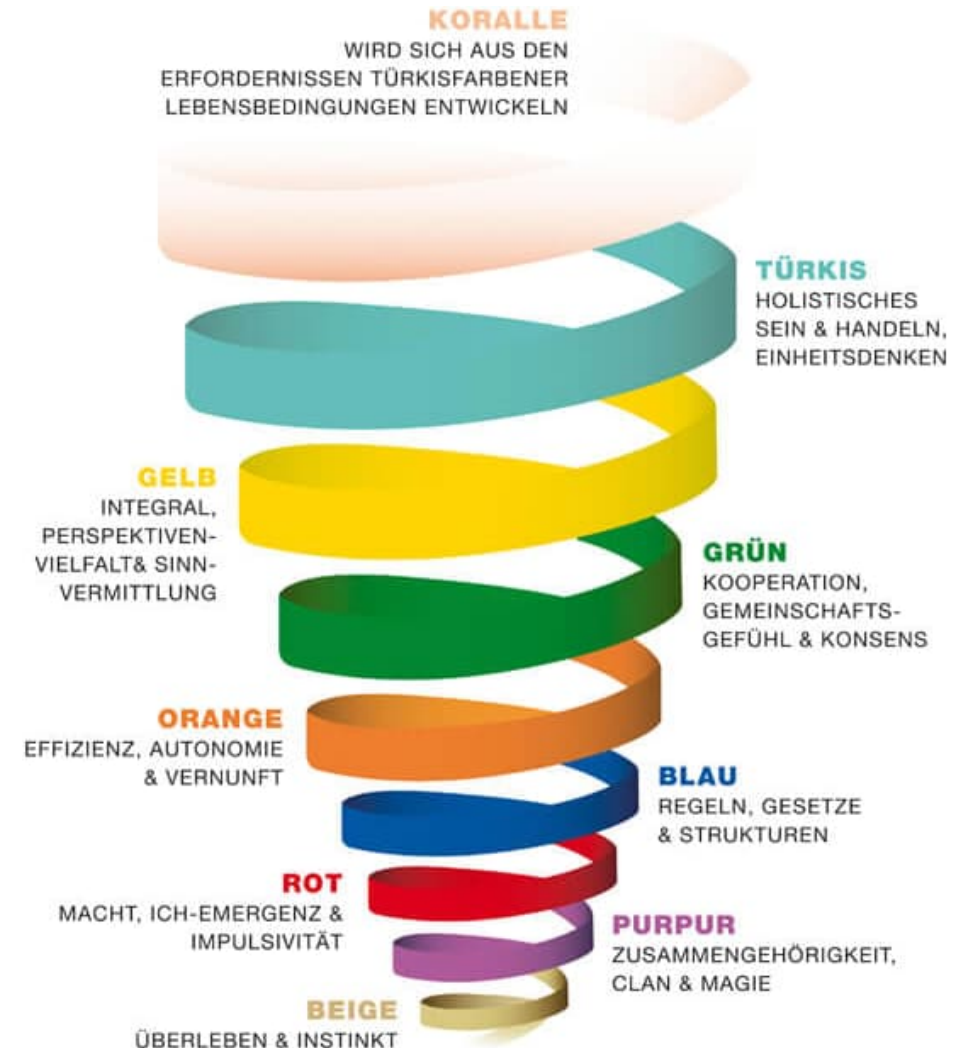 KORALLE
WIRD SICH AUS DEN
ERFORDERNISSEN TÜRKISFARBENER
LEBENSBEDINGUNGEN ENTWICKELN
TÜRKIS
HOLISTISCHES
SEIN & HANDELN,
EINHEITSDENKEN
GELB
INTEGRAL,
PERSPEKTIVEN-
VIELFALT& SINN-
VERMITTLUNG
GRÜN
KOOPERATION,
GEMEINSCHAFTS-
GEFÜHL & KONSENS
ORANGE
EFFIZIENZ, AUTONOMIE
& VERNUNFT
BLAU
REGELN, GESETZE
& STRUKTUREN
ROT
MACHT, ICH-EMERGENZ &
IMPULSIVITÄT
PURPUR
ZUSAMMENGEHÖRIGKEIT,
CLAN & MAGIE
BEIGE
ÜBERLEBEN & INSTINKT